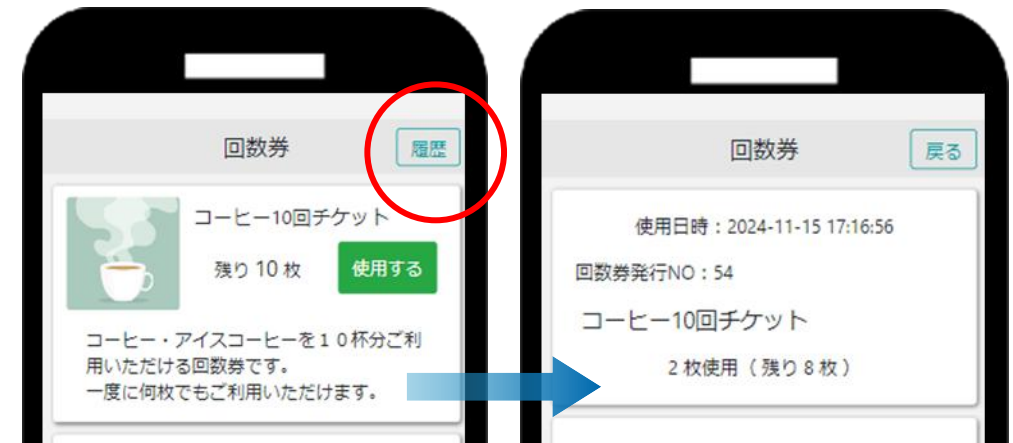 回数券
履歴
コーヒー10回チケット
残り 10 枚
使用する
コーヒー・アイスコーヒーを１０杯分ご利
用いただける回数券です。
一度に何枚でもご利用いただけます。
回数券
戻る
使用日時：2024-11-15 17:16:56
回数券発行NO：54
コーヒー10回チケット
2 枚使用（ 残り 8 枚 ）